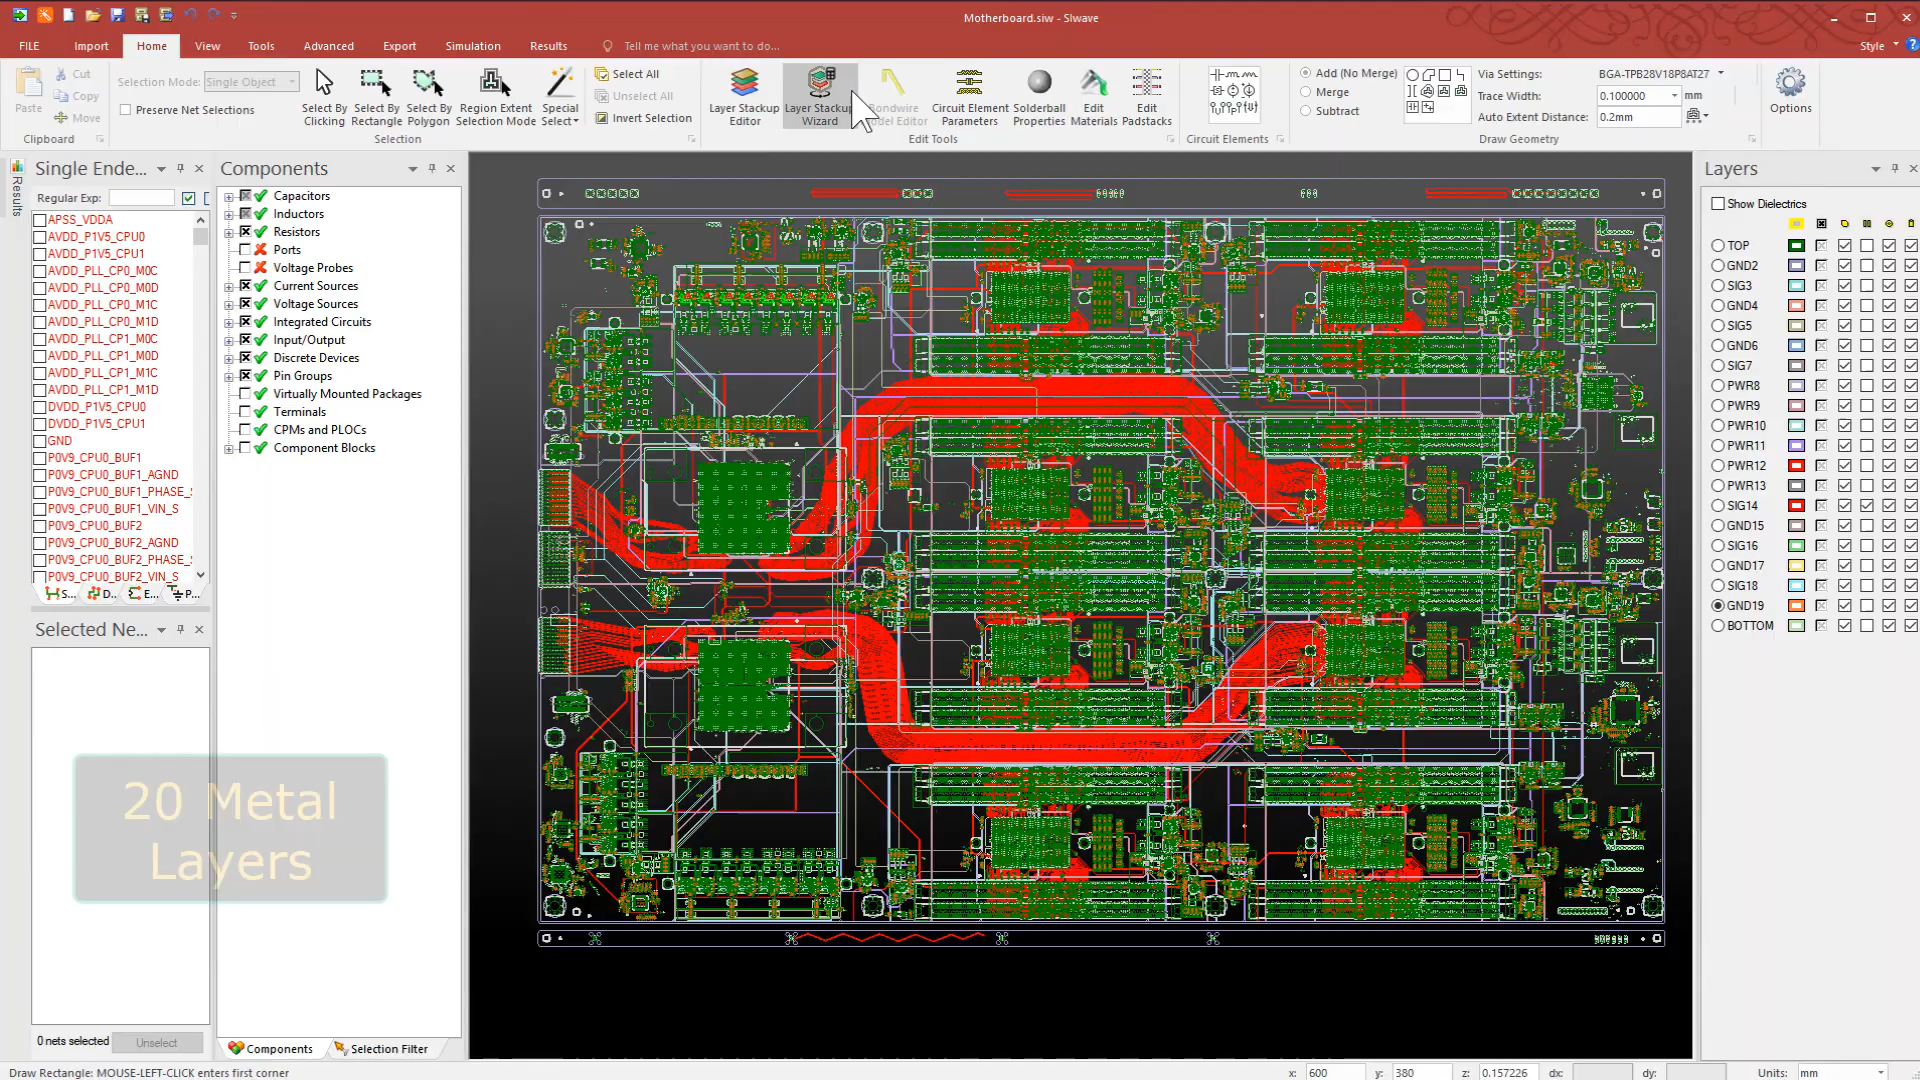 Motherboard.siw - SIwave
FILE Import Home View Tools Advanced Export Simulation Results Tell me what you want to do... Style
Paste
Cut
Copy
Move
Clipboard
Selection Mode: Single Object
Preserve Net Selections
Select By Clicking
Select By Rectangle
Select By Polygon
Region Extent Selection Mode
Special Select
Select All
Unselect All
Invert Selection
Selection
Layer Stackup Editor
Layer Stackup Wizard
Circuit Element Parameters
Solderball Properties
Edit Materials
Edit Padstacks
Edit Tools
Circuit Elements
Add (No Merge)
Merge
Subtract
Via Settings: BGA-TPB28V18P8AT27
Trace Width: 0.100000 mm
Auto Extent Distance: 0.2mm
Draw Geometry
Options
Results
Single Ende...
Regular Exp:
APSS_VDDA
AVDD_P1V5_CPU0
AVDD_P1V5_CPU1
AVDD_PLL_CP0_M0C
AVDD_PLL_CP0_M0D
AVDD_PLL_CP0_M1C
AVDD_PLL_CP0_M1D
AVDD_PLL_CP1_M0C
AVDD_PLL_CP1_M0D
AVDD_PLL_CP1_M1C
AVDD_PLL_CP1_M1D
DVDD_P1V5_CPU0
DVDD_P1V5_CPU1
GND
P0V9_CPU0_BUF1
P0V9_CPU0_BUF1_AGND
P0V9_CPU0_BUF1_PHASE_
P0V9_CPU0_BUF1_VIN_S
P0V9_CPU0_BUF2
P0V9_CPU0_BUF2_AGND
P0V9_CPU0_BUF2_PHASE_
P0V9_CPU0_BUF2_VIN_S
S... D... E... P...
Selected Ne...
20 Metal
Layers
0 nets selected Unselect
Components
Capacitors
Inductors
Resistors
Ports
Voltage Probes
Current Sources
Voltage Sources
Integrated Circuits
Input/Output
Discrete Devices
Pin Groups
Virtually Mounted Packages
Terminals
CPMs and PLOCs
Component Blocks
Components Selection Filter
Layers
Show Dielectrics
TOP
GND2
SIG3
GND4
SIG5
GND6
SIG7
PWR8
PWR9
PWR10
PWR11
PWR12
PWR13
SIG14
GND15
SIG16
GND17
SIG18
GND19
BOTTOM
Draw Rectangle: MOUSE-LEFT-CLICK enters first corner
x: 600 y: 380 z: 0.157226 dx: dy: Units: mm